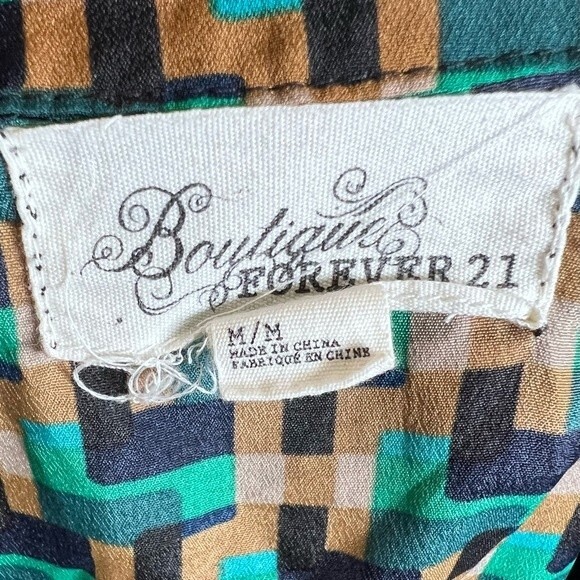 Boutique
FOREVER 21
M/M
MADE IN CHINA
FABRIQUÉ EN CHINE